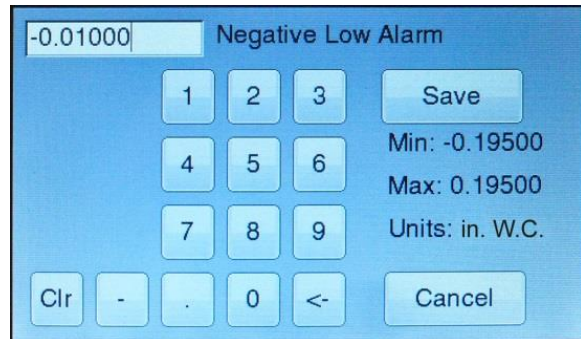 -0.01000 Negative Low Alarm
1 2 3 Save
Min: -0.19500
4 5 6
Max: 0.19500
7 8 9 Units: in. W.C.
Clr - . 0 <- Cancel